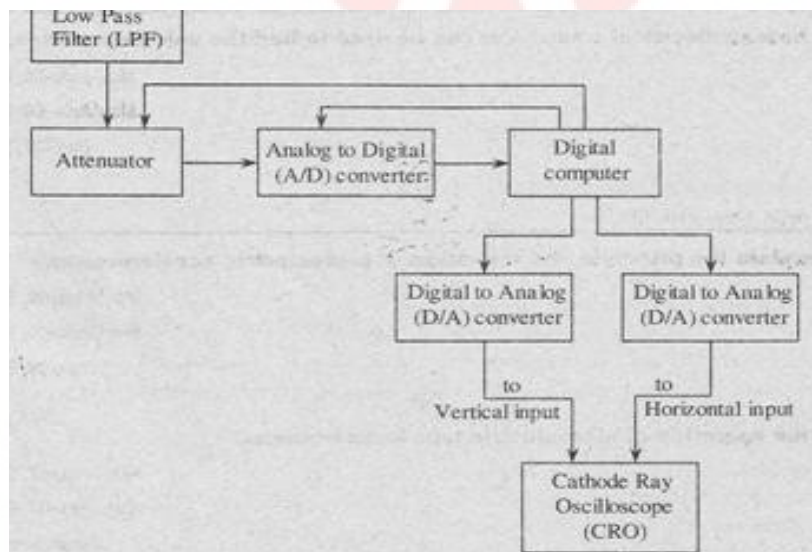 Low Pass
Filter (LPF)
Attenuator
Analog to Digital
(A/D) converter
Digital
computer
Digital to Analog
(D/A) converter
Digital to Analog
(D/A) converter
to
Vertical input
to
Horizontal input
Cathode Ray
Oscilloscope
(CRO)